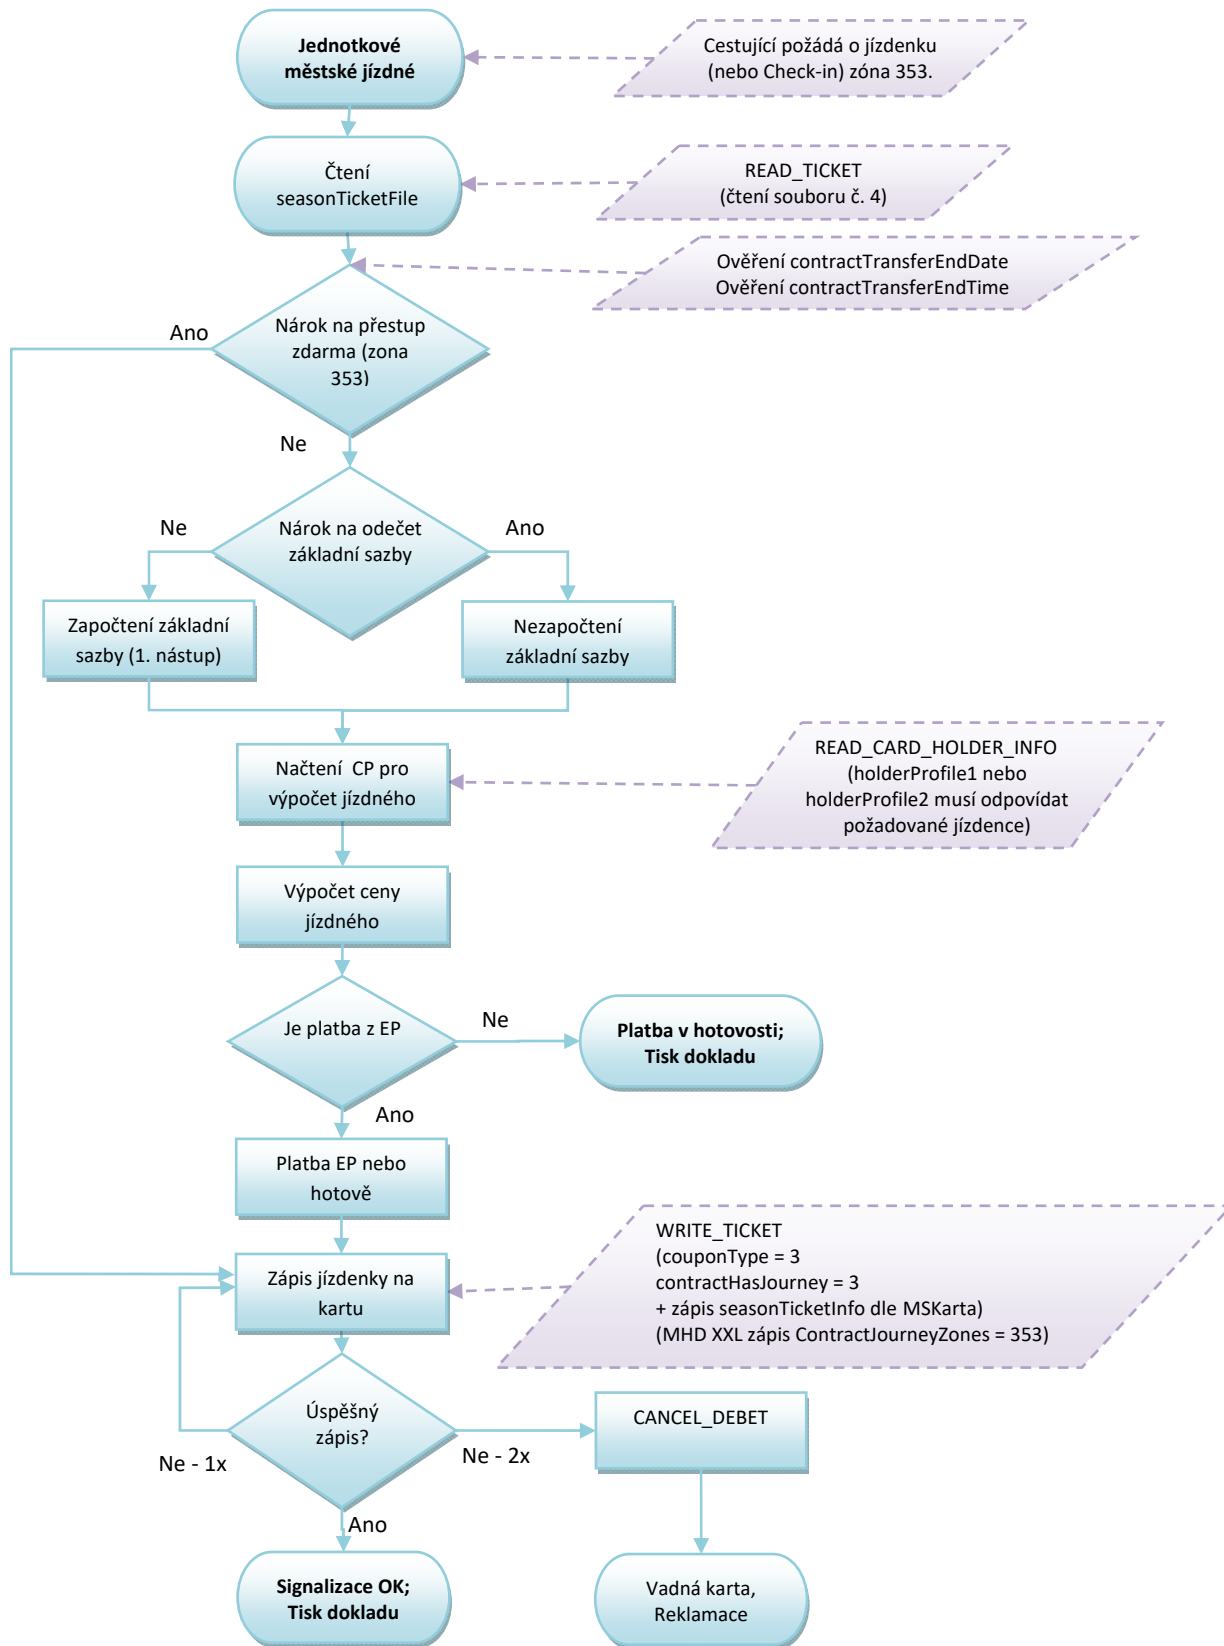 Jednotkové
městské jízdné
Cestující požádá o jízdenku
(nebo Check-in) zóna 353.
Čtení
seasonTicketFile
READ_TICKET
(čtení souboru č. 4)
Ověření contractTransferEndDate
Ověření contractTransferEndTime
Ano
Nárok na přestup
zdarma (zona
353)
Ne
Ne
Nárok na odečet
základní sazby
Ano
Započtení základní
sazby (1. nástup)
Nezapočtení
základní sazby
Načtení  CP pro
výpočet jízdného
READ_CARD_HOLDER_INFO
(holderProfile1 nebo
holderProfile2 musí odpovídat
požadované jízdence)
Výpočet ceny
jízdného
Je platba z EP
Ne
Platba v hotovosti;
Tisk dokladu
Ano
Platba EP nebo
hotově
WRITE_TICKET
(couponType = 3
contractHasJourney = 3
+ zápis seasonTicketInfo dle MSKarta)
(MHD XXL zápis ContractJourneyZones = 353)
Zápis jízdenky na
kartu
Úspěšný
zápis?
CANCEL_DEBET
Ne - 1x
Ne - 2x
Ano
Signalizace OK;
Tisk dokladu
Vadná karta,
Reklamace